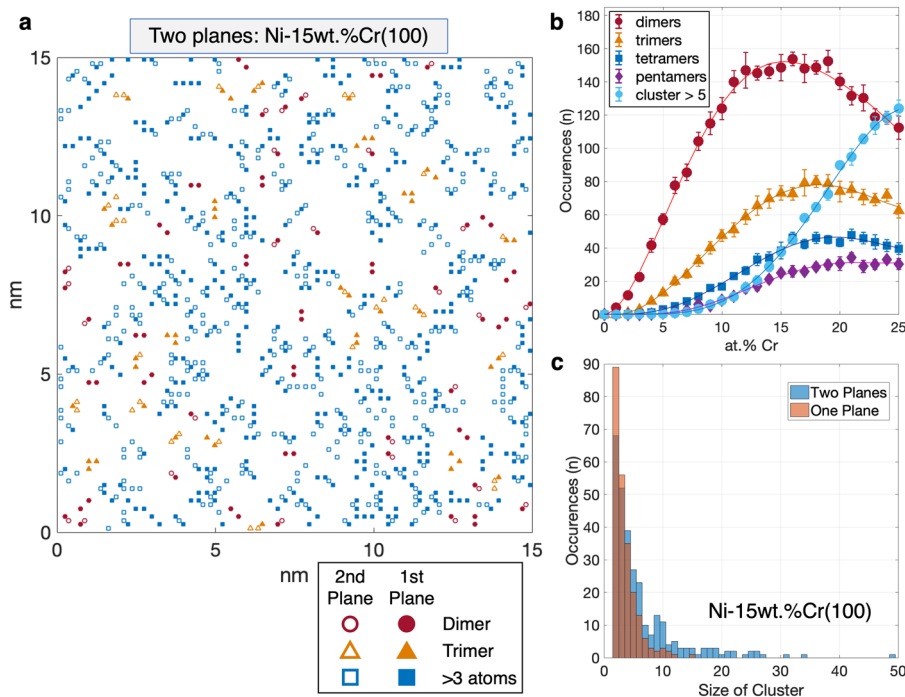 a
Two planes: Ni-15wt.%Cr(100)
15
10
5
0
nm
0
5
10
15
nm
2nd Plane
1st Plane
Dimer
Trimer
>3 atoms
b
dimers
trimers
tetramers
pentamers
cluster > 5
180
160
140
120
100
80
60
40
20
0
Occurences (n)
0
5
10
15
20
25
at.% Cr
c
90
80
70
60
50
40
30
20
10
0
Occurences (n)
Two Planes
One Plane
Ni-15wt.%Cr(100)
0
10
20
30
40
50
Size of Cluster